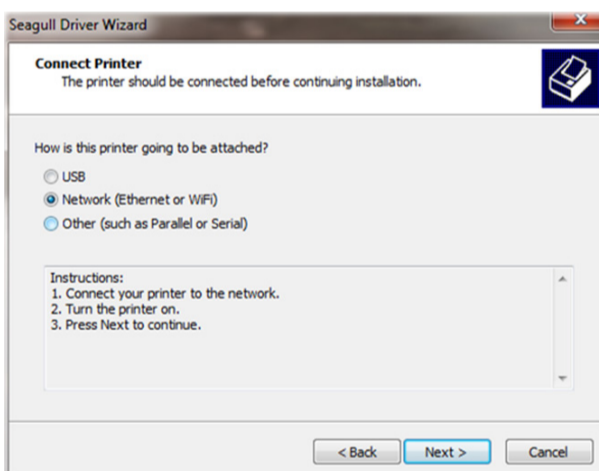 Seagull Driver Wizard
Connect Printer
The printer should be connected before continuing installation.
How is this printer going to be attached?
USB
Network (Ethernet or WiFi)
Other (such as Parallel or Serial)
Instructions:
1. Connect your printer to the network.
2. Turn the printer on.
3. Press Next to continue.
< Back Next > Cancel